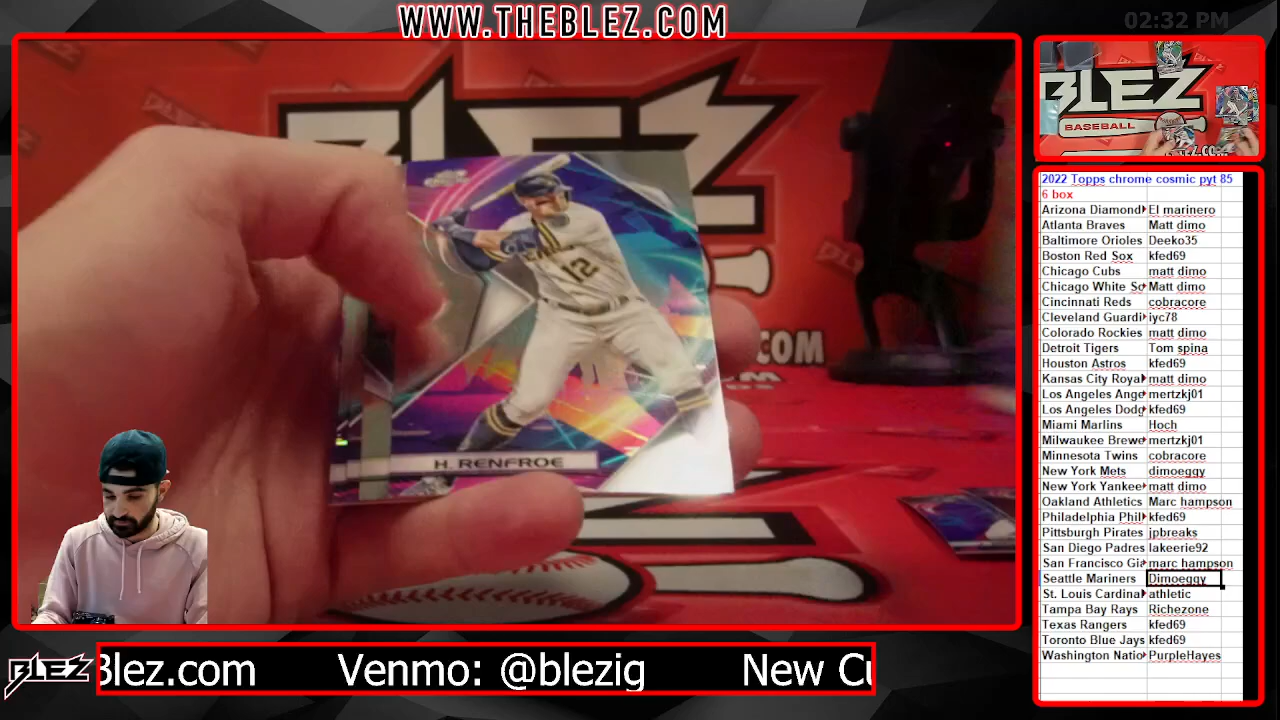 WWW.THEBLEZ.COM
02:32 PM
BLEZ
BASEBALL
12
H. RENFROE
.COM
2022 Topps chrome cosmic pyt 85
6 box
Arizona Diamond El marinero
Atlanta Braves Matt dimo
Baltimore Orioles Deeko35
Boston Red Sox kfed69
Chicago Cubs matt dimo
Chicago White So Matt dimo
Cincinnati Reds cobracore
Cleveland Guardi iyc78
Colorado Rockies matt dimo
Detroit Tigers Tom spina
Houston Astros kfed69
Kansas City Roya matt dimo
Los Angeles Ange mertzkj01
Los Angeles Dodg kfed69
Miami Marlins Hoch
Milwaukee Brewe mertzkj01
Minnesota Twins cobracore
New York Mets dimoeggy
New York Yankee matt dimo
Oakland Athletics Marc hampson
Philadelphia Phil kfed69
Pittsburgh Pirates jpbreaks
San Diego Padres lakeerie92
San Francisco Gia marc hampson
Seattle Mariners Dimoeggy
St. Louis Cardinal athletic
Tampa Bay Rays Richezone
Texas Rangers kfed69
Toronto Blue Jays kfed69
Washington Natio PurpleHayes
BLEZ
Blez.com Venmo: @blezig New Cu